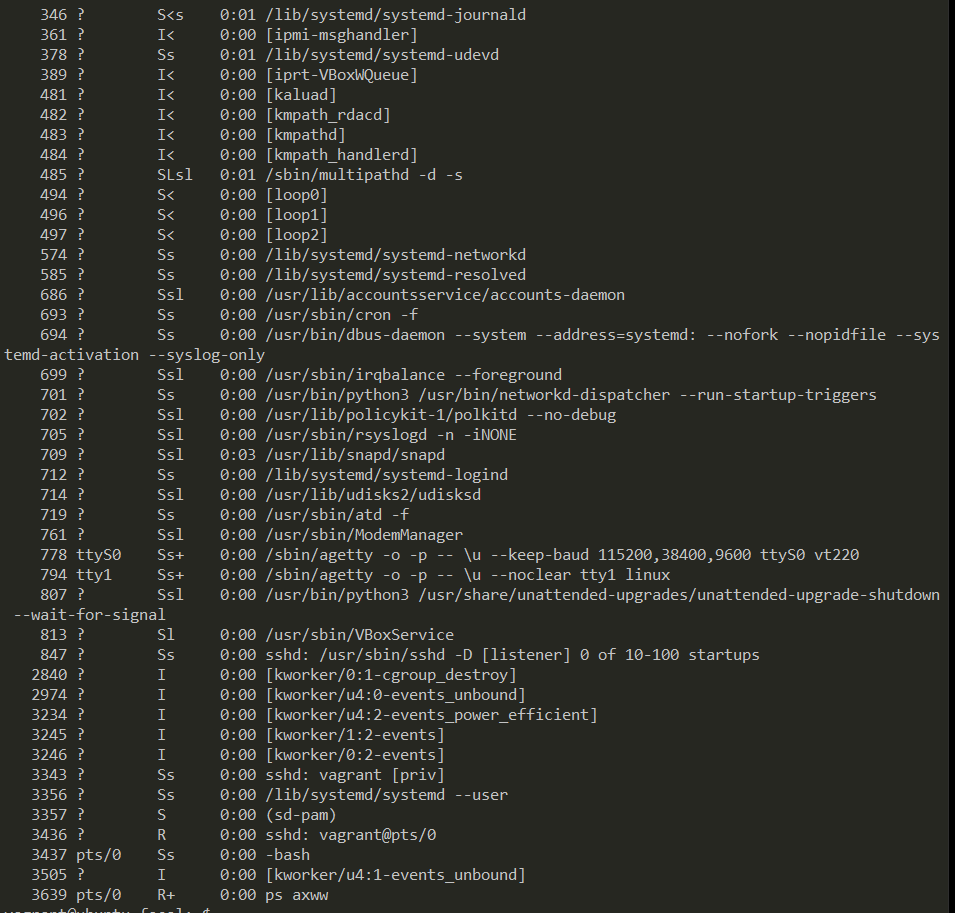 346 ? S<s 0:01 /lib/systemd/systemd-journald
361 ? I< 0:00 [ipmi-msghandler]
378 ? Ss 0:01 /lib/systemd/systemd-udevd
389 ? I< 0:00 [iprt-VBoxWQueue]
481 ? I< 0:00 [kaluad]
482 ? I< 0:00 [kmpath_rdacd]
483 ? I< 0:00 [kmpathd]
484 ? I< 0:00 [kmpath_handlerd]
485 ? SLsl 0:01 /sbin/multipathd -d -s
494 ? S< 0:00 [loop0]
496 ? S< 0:00 [loop1]
497 ? S< 0:00 [loop2]
574 ? Ss 0:00 /lib/systemd/systemd-networkd
585 ? Ss 0:00 /lib/systemd/systemd-resolved
686 ? Ssl 0:00 /usr/lib/accountsservice/accounts-daemon
693 ? Ss 0:00 /usr/sbin/cron -f
694 ? Ss 0:00 /usr/bin/dbus-daemon --system --address=systemd: --nofork --nopidfile --sys
temd-activation --syslog-only
699 ? Ssl 0:00 /usr/sbin/irqbalance --foreground
701 ? Ss 0:00 /usr/bin/python3 /usr/bin/networkd-dispatcher --run-startup-triggers
702 ? Ssl 0:00 /usr/lib/policykit-1/polkitd --no-debug
705 ? Ssl 0:00 /usr/sbin/rsyslogd -n -iNONE
709 ? Ssl 0:03 /usr/lib/snapd/snapd
712 ? Ss 0:00 /lib/systemd/systemd-logind
714 ? Ssl 0:00 /usr/lib/udisks2/udisksd
719 ? Ss 0:00 /usr/sbin/atd -f
761 ? Ssl 0:00 /usr/sbin/ModemManager
778 ttyS0 Ss+ 0:00 /sbin/agetty -o -p -- \u --keep-baud 115200,38400,9600 ttyS0 vt220
794 tty1 Ss+ 0:00 /sbin/agetty -o -p -- \u --noclear tty1 linux
807 ? Ssl 0:00 /usr/bin/python3 /usr/share/unattended-upgrades/unattended-upgrade-shutdown
--wait-for-signal
813 ? Sl 0:00 /usr/sbin/VBoxService
847 ? Ss 0:00 sshd: /usr/sbin/sshd -D [listener] 0 of 10-100 startups
2840 ? I 0:00 [kworker/0:1-cgroup_destroy]
2974 ? I 0:00 [kworker/u4:0-events_unbound]
3234 ? I 0:00 [kworker/u4:2-events_power_efficient]
3245 ? I 0:00 [kworker/1:2-events]
3246 ? I 0:00 [kworker/0:2-events]
3343 ? Ss 0:00 sshd: vagrant [priv]
3356 ? Ss 0:00 /lib/systemd/systemd --user
3357 ? S 0:00 (sd-pam)
3436 ? R 0:00 sshd: vagrant@pts/0
3437 pts/0 Ss 0:00 -bash
3505 ? I 0:00 [kworker/u4:1-events_unbound]
3639 pts/0 R+ 0:00 ps axww